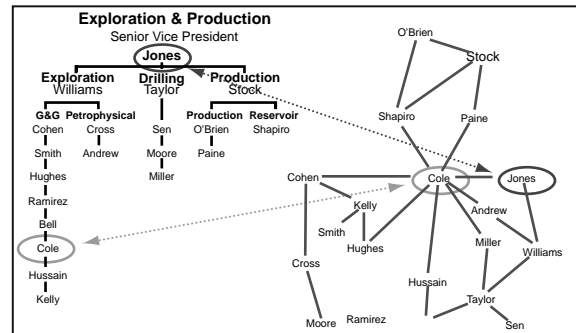 Exploration & Production
Senior Vice President
Jones
Exploration Drilling Production
Williams Taylor Stock
G&G Petrophysical Production Reservoir
Cohen Cross Sen O'Brien Shapiro
Smith Andrew Moore Paine
Hughes Miller
Ramirez
Bell
Cole
Hussain
Kelly
O'Brien
Stock
Shapiro
Paine
Cohen Cole Jones
Kelly Andrew
Smith
Hughes Miller
Williams
Cross
Hussain
Taylor
Moore Ramirez Sen